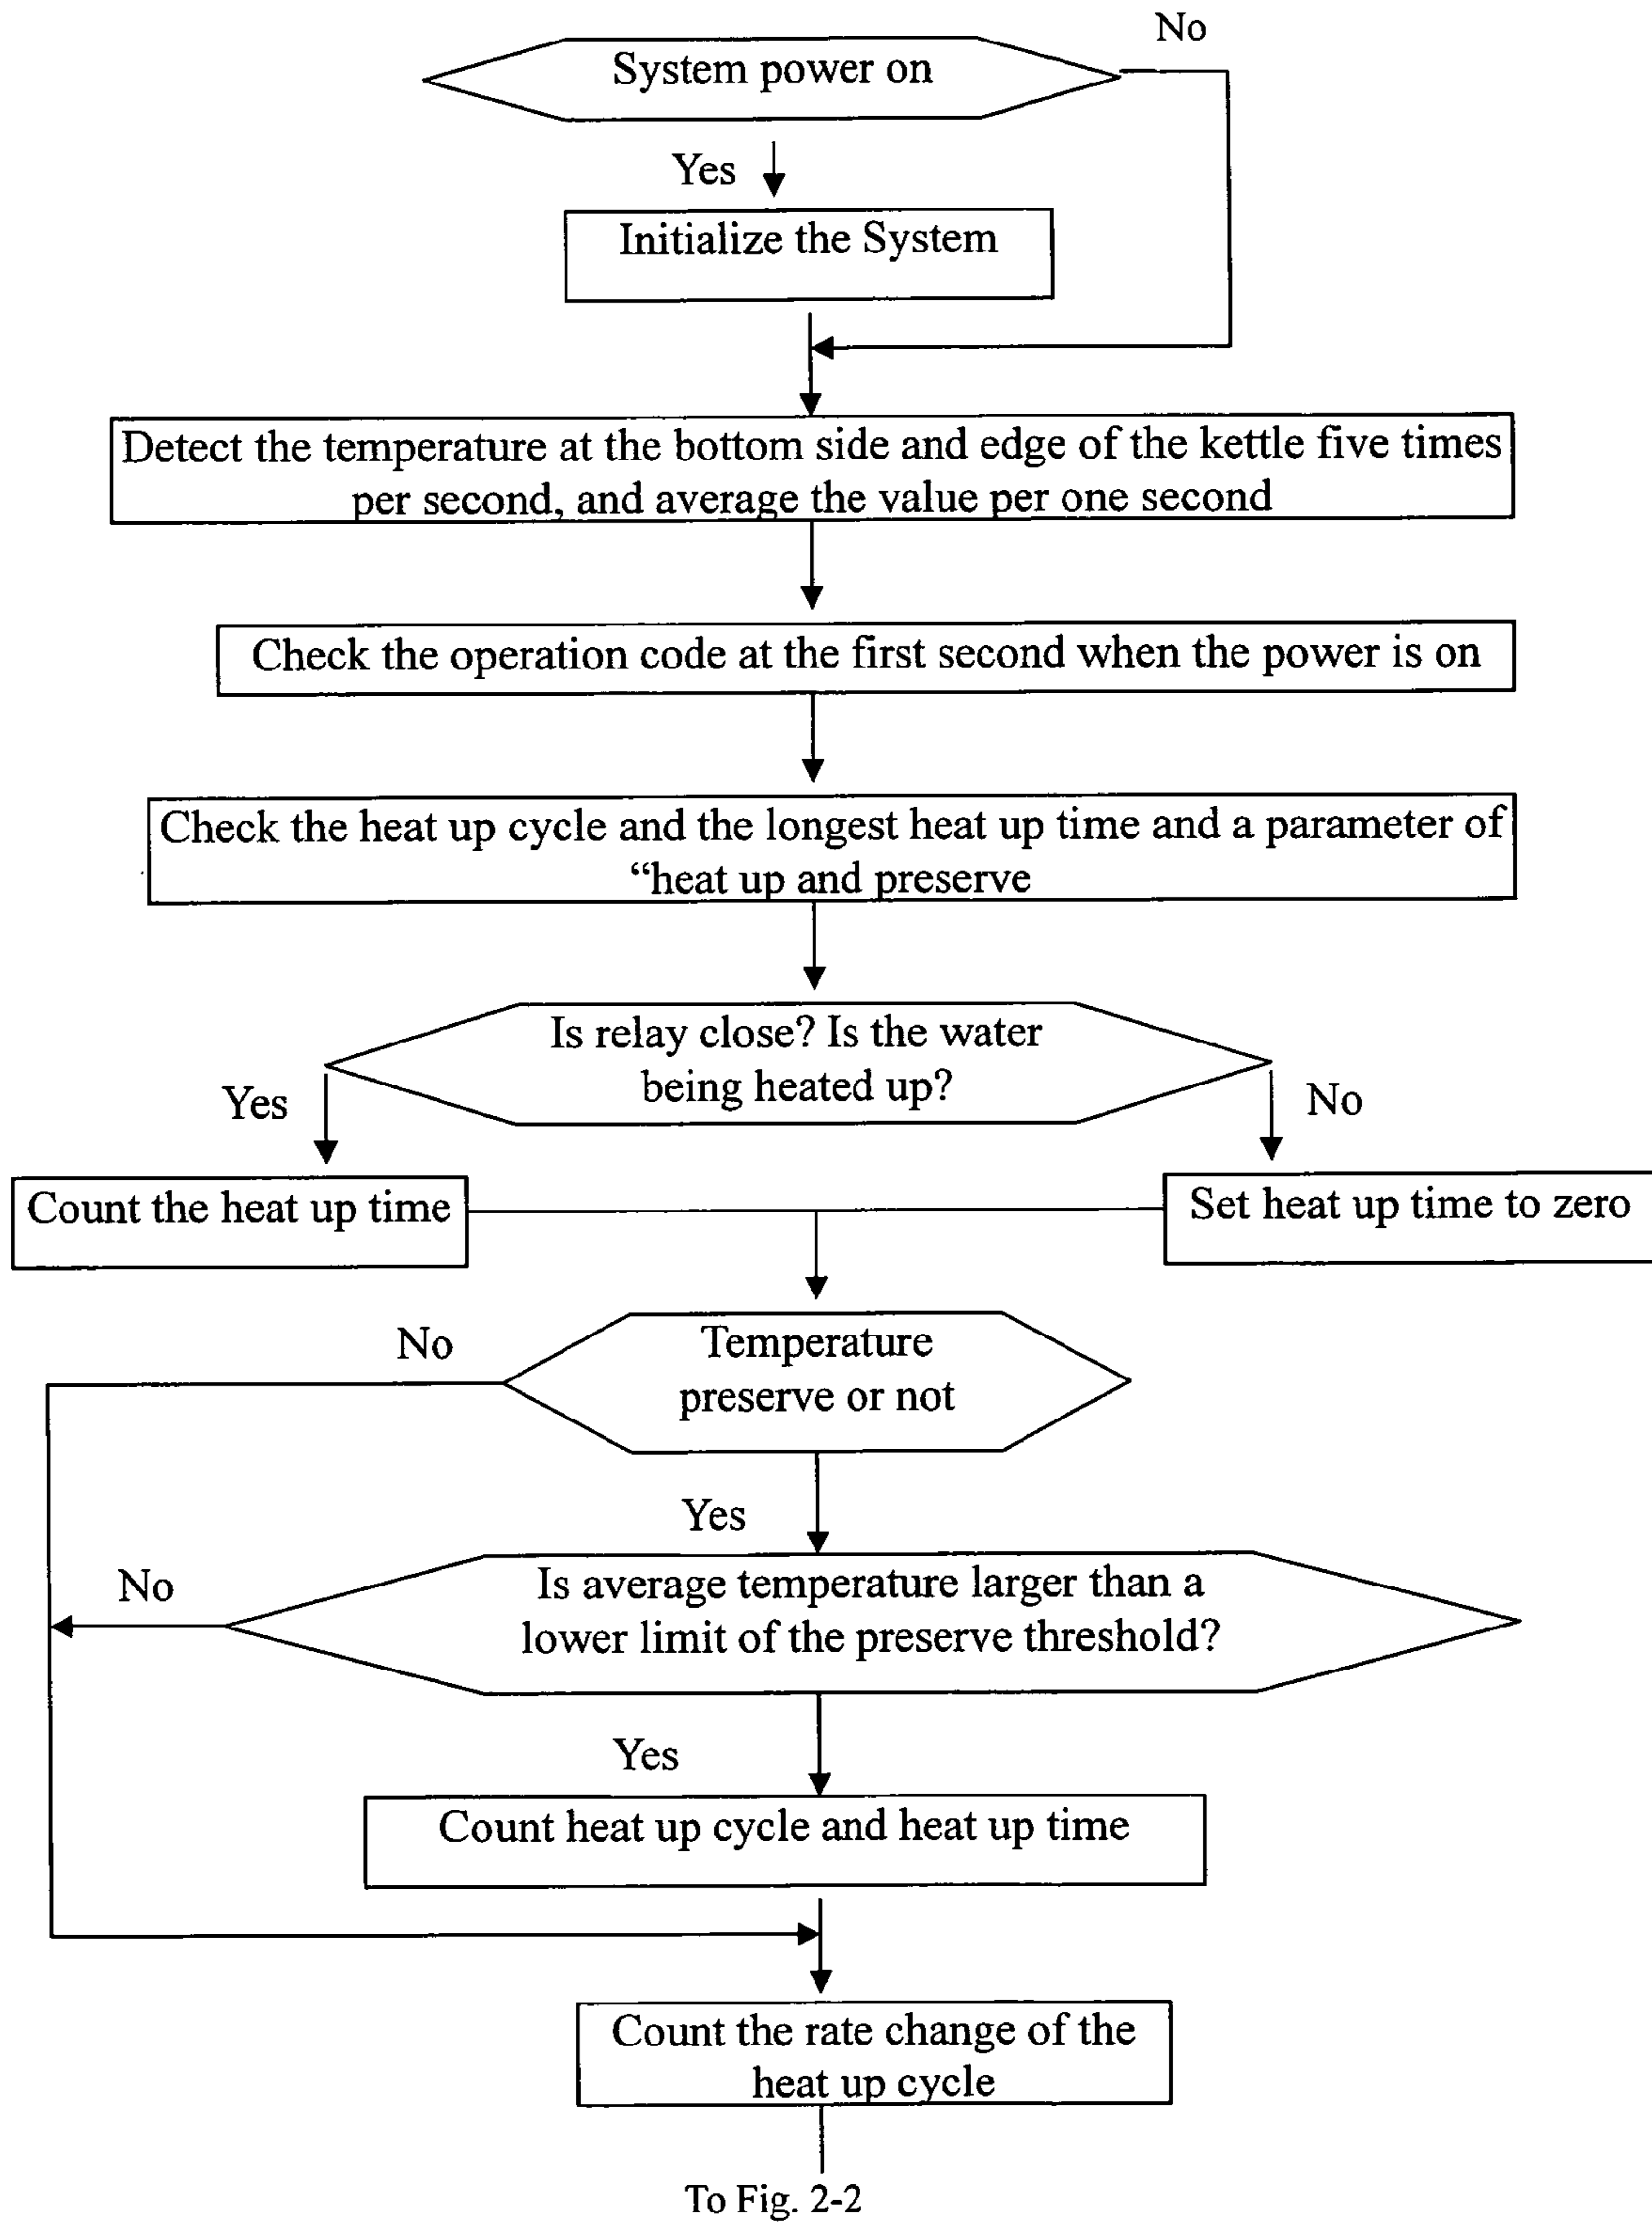 No
System power on
Yes
Initialize the System
Detect the temperature at the bottom side and edge of the kettle five times
per second, and average the value per one second
Check the operation code at the first second when the power is on
Check the heat up cycle and the longest heat up time and a parameter of
“heat up and preserve
Is relay close? Is the water
being heated up?
Yes
No
Count the heat up time
Set heat up time to zero
No
Temperature
preserve or not
Yes
No
Is average temperature larger than a
lower limit of the preserve threshold?
Yes
Count heat up cycle and heat up time
Count the rate change of the
heat up cycle
To Fig. 2-2